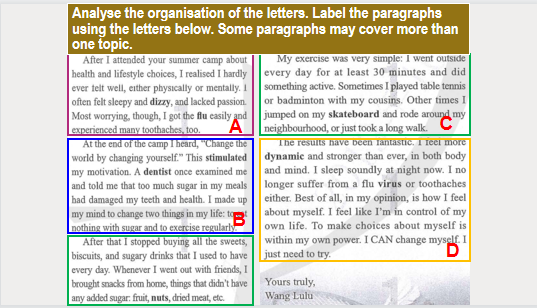 Analyse the organisation of the letters. Label the paragraphs
using the letters below. Some paragraphs may cover more than
one topic.
After I attended your summer camp about
health and lifestyle choices, I realised I hardly
ever felt well, either physically or mentally. I
often felt sleepy and dizzy, and lacked passion.
Most worrying, though, I got the flu easily and
experienced many toothaches, too.
A
At the end of the camp I heard, "Change the
world by changing yourself." This stimulated
my motivation. A dentist once examined me
and told me that too much sugar in my meals
had damaged my teeth and health. I made up
my mind to change two things in my life: to
nothing with sugar and to exercise regularly.
B
After that I stopped buying all the sweets,
biscuits, and sugary drinks that I used to have
every day. Whenever I went out with friends, I
brought snacks from home, things that didn't have
any added sugar: fruit, nuts, dried meat, etc.
My exercise was very simple: I went outside
every day for at least 30 minutes and did
something active. Sometimes I played table tennis
or badminton with my cousins. Other times I
jumped on my skateboard and rode around my
neighbourhood, or just took a long walk.
C
The results have been fantastic. I feel more
dynamic and stronger than ever, in both body
and mind. I sleep soundly at night now. I no
longer suffer from a flu virus or toothaches
either. Best of all, in my opinion, is how I feel
about myself. I feel like I'm in control of my
own life. To make choices about myself is
within my own power. I CAN change myself. I
just need to try.
D
Yours truly,
Wang Lulu